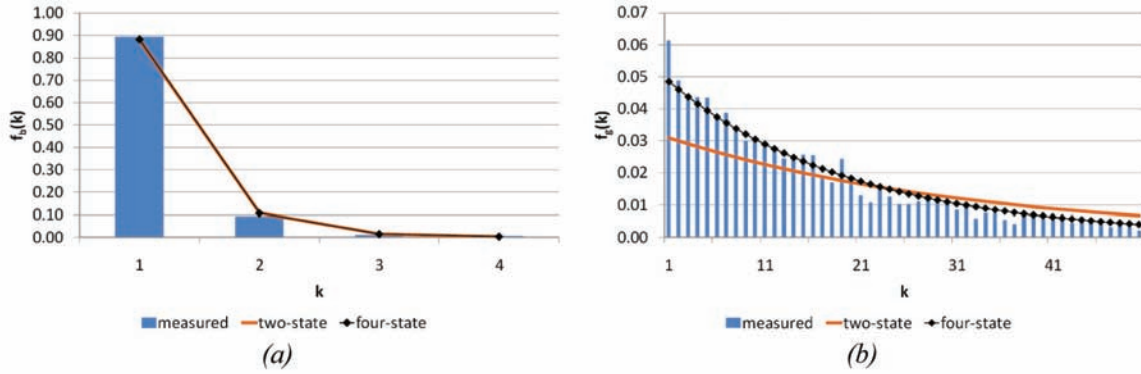 1.00
0.90
0.80
0.70
0.60
0.50
0.40
0.30
0.20
0.10
0.00
f_b(k)
1 2 3 4
k
measured two-state four-state
(a)
0.07
0.06
0.05
0.04
0.03
0.02
0.01
0.00
f_g(k)
1 11 21 31 41
k
measured two-state four-state
(b)